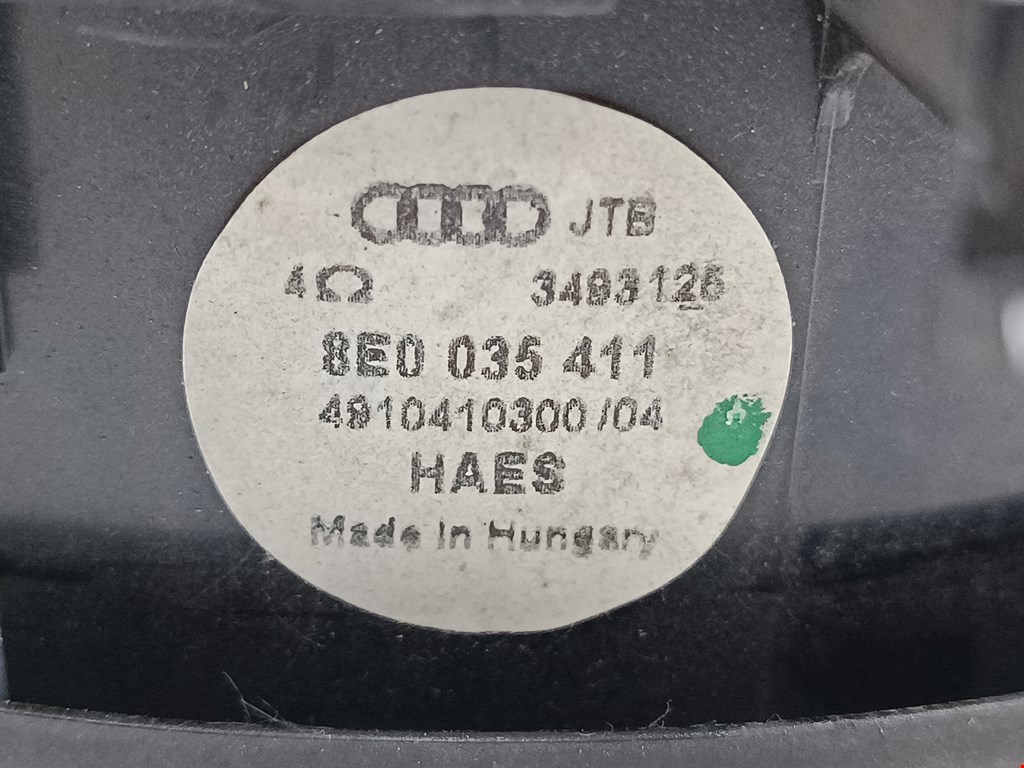 JTB
4Ω 3493126
8E0 035 411
4910410300/04
HAES
Made In Hungary